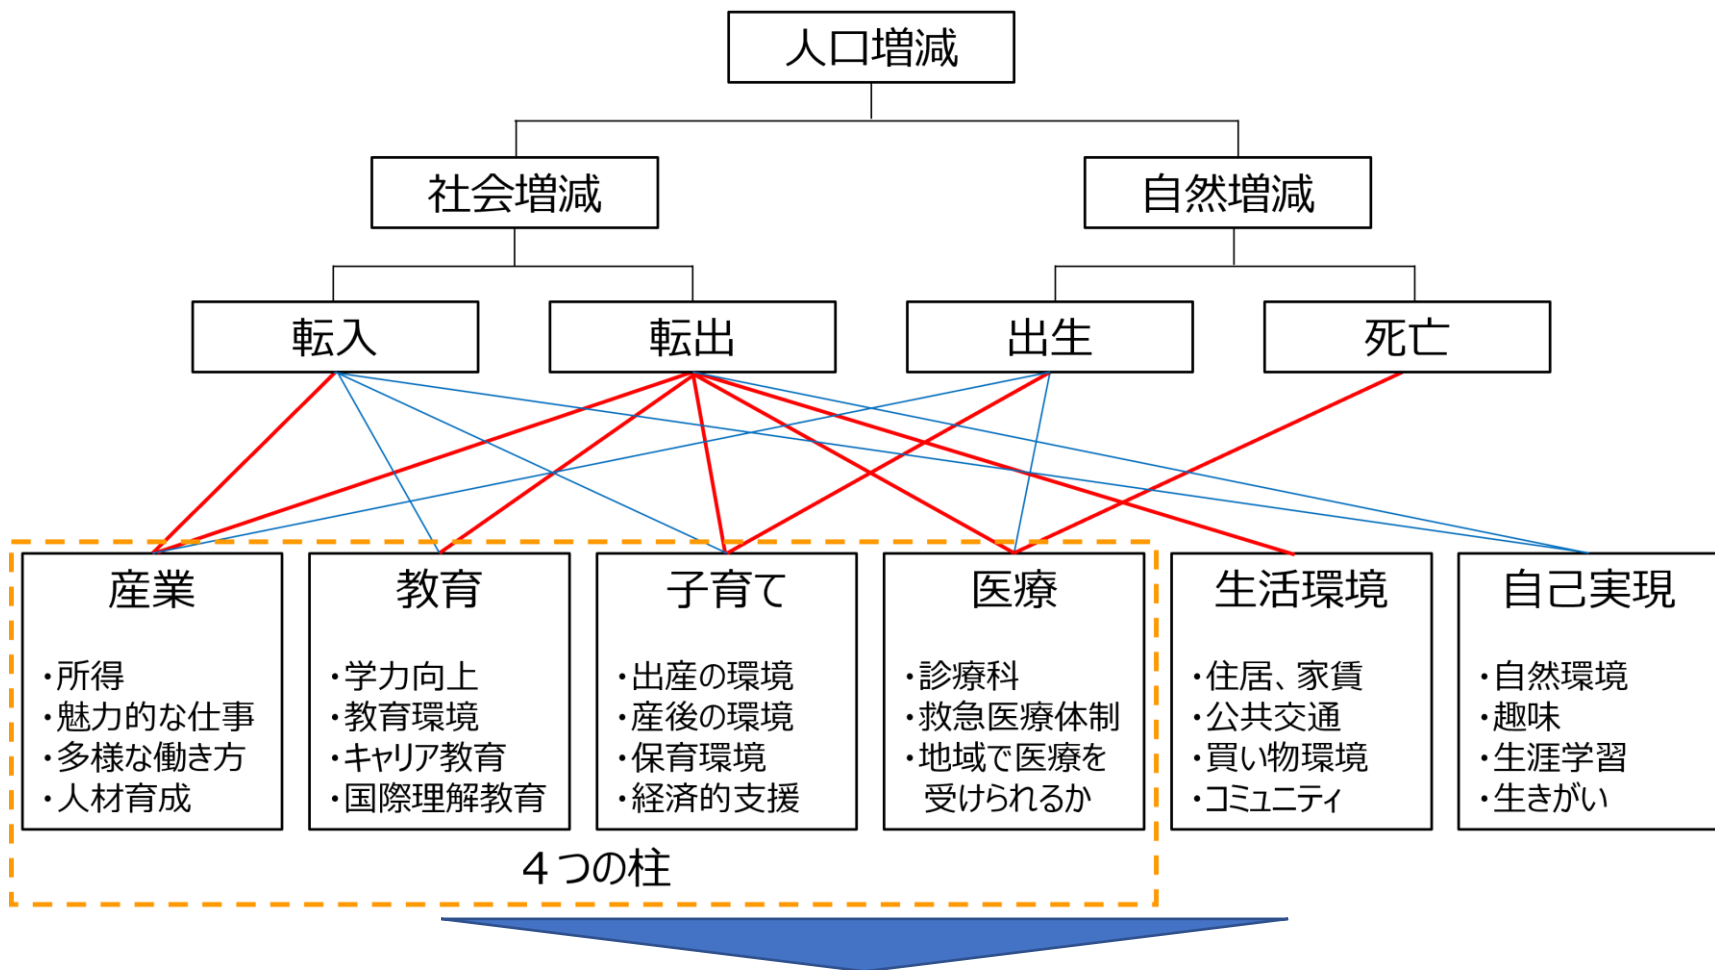 人口増減
社会増減
自然増減
転入
転出
出生
死亡
産業
・所得
・魅力的な仕事
・多様な働き方
・人材育成
教育
・学力向上
・教育環境
・キャリア教育
・国際理解教育
子育て
・出産の環境
・産後の環境
・保育環境
・経済的支援
医療
・診療科
・救急医療体制
・地域で医療を
受けられるか
生活環境
・住居、家賃
・公共交通
・買い物環境
・コミュニティ
自己実現
・自然環境
・趣味
・生涯学習
・生きがい
４つの柱